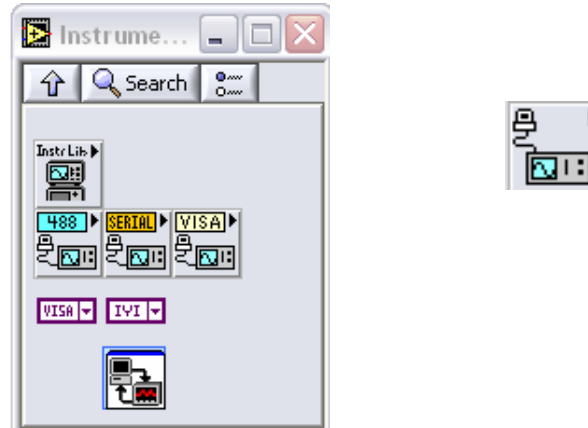 Instrume...
Search
Instr Lib
488 SERIAL VISA
VISA IVI